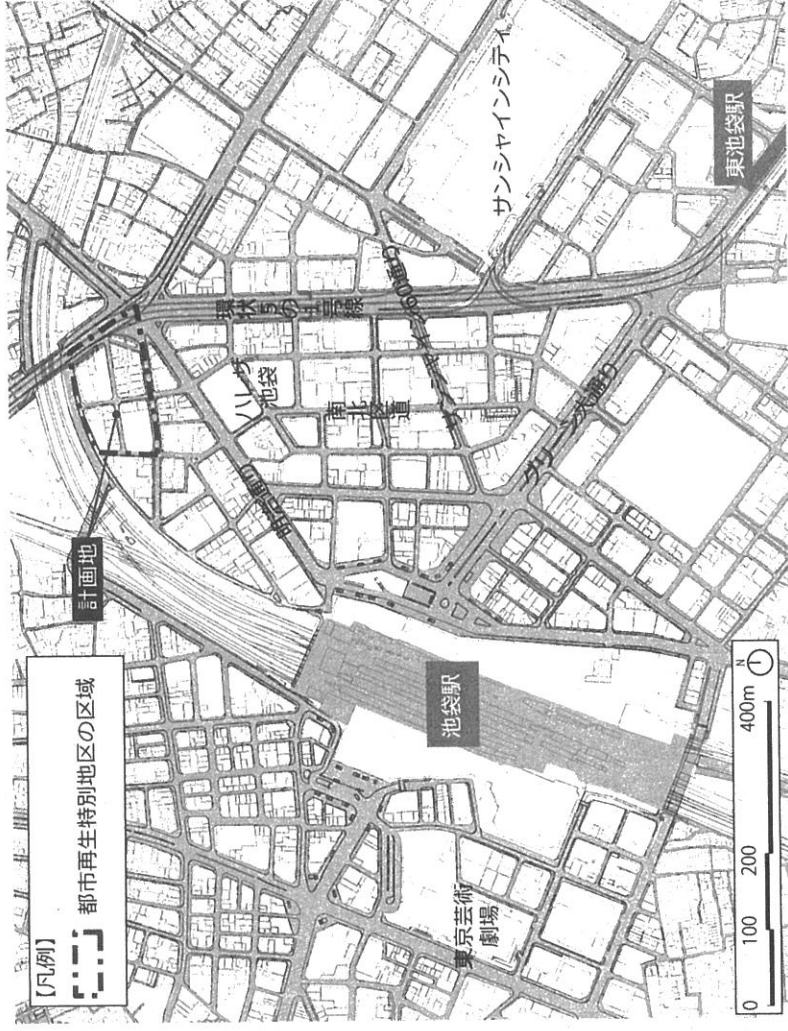 【凡例】
都市再生特別地区の区域
計画地
環状5の1号線
ハレザ
池袋
明治通り
南北区道
サンシャイン60通り
サンシャインシティ
グリーン大通り
東池袋駅
池袋駅
東京芸術
劇場
0 100 200 400m
N